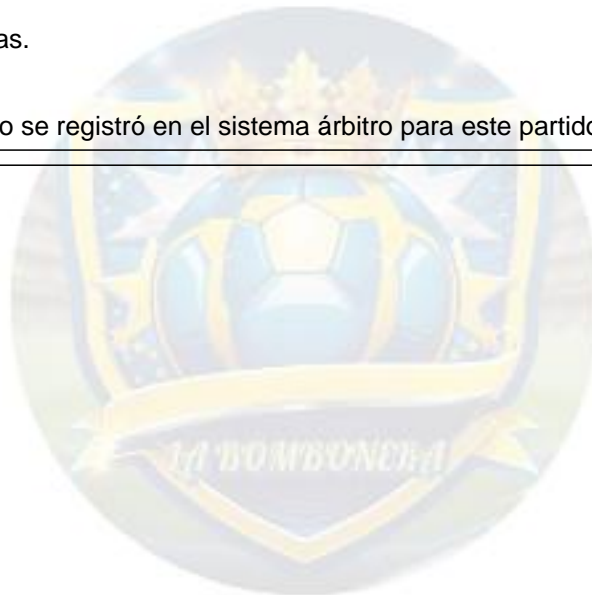 as.
o se registró en el sistema árbitro para este partido
LA BOMBONERA